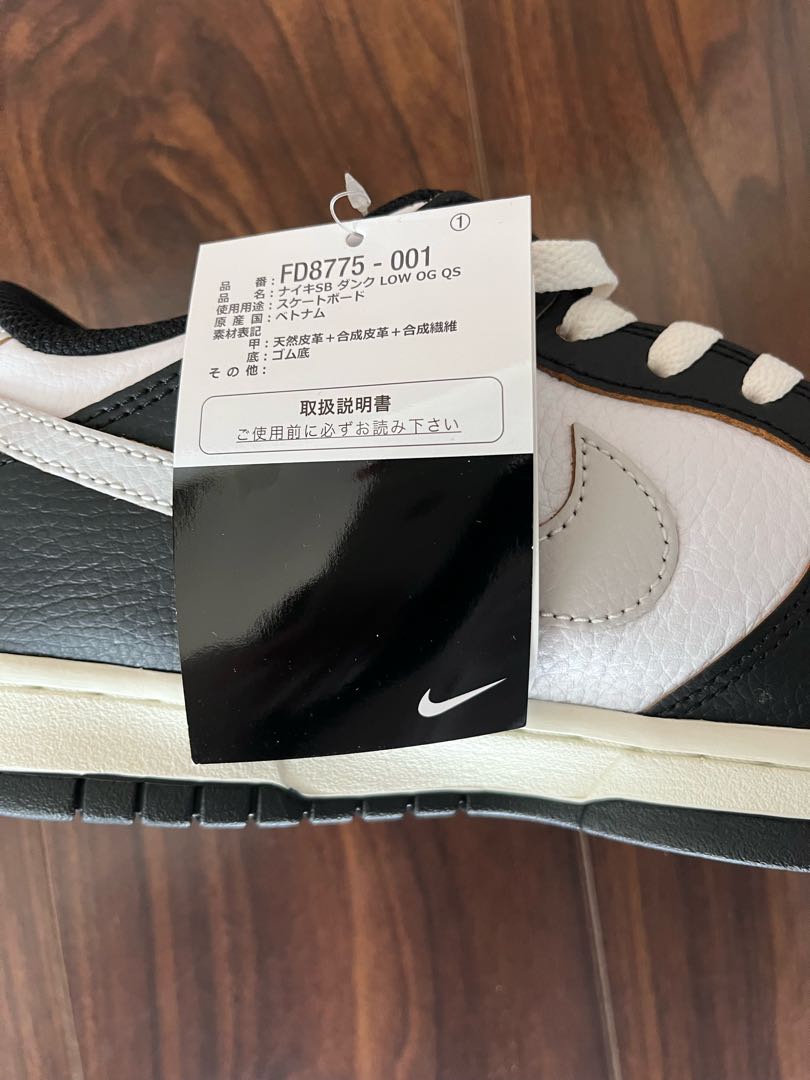 ①
品 番：FD8775 - 001
品 名：ナイキSB ダンク LOW OG QS
使用用途：スケートボード
原 産 国：ベトナム
素材表記
甲：天然皮革＋合成皮革＋合成繊維
底：ゴム底
そ の 他：
取扱説明書
ご使用前に必ずお読み下さい